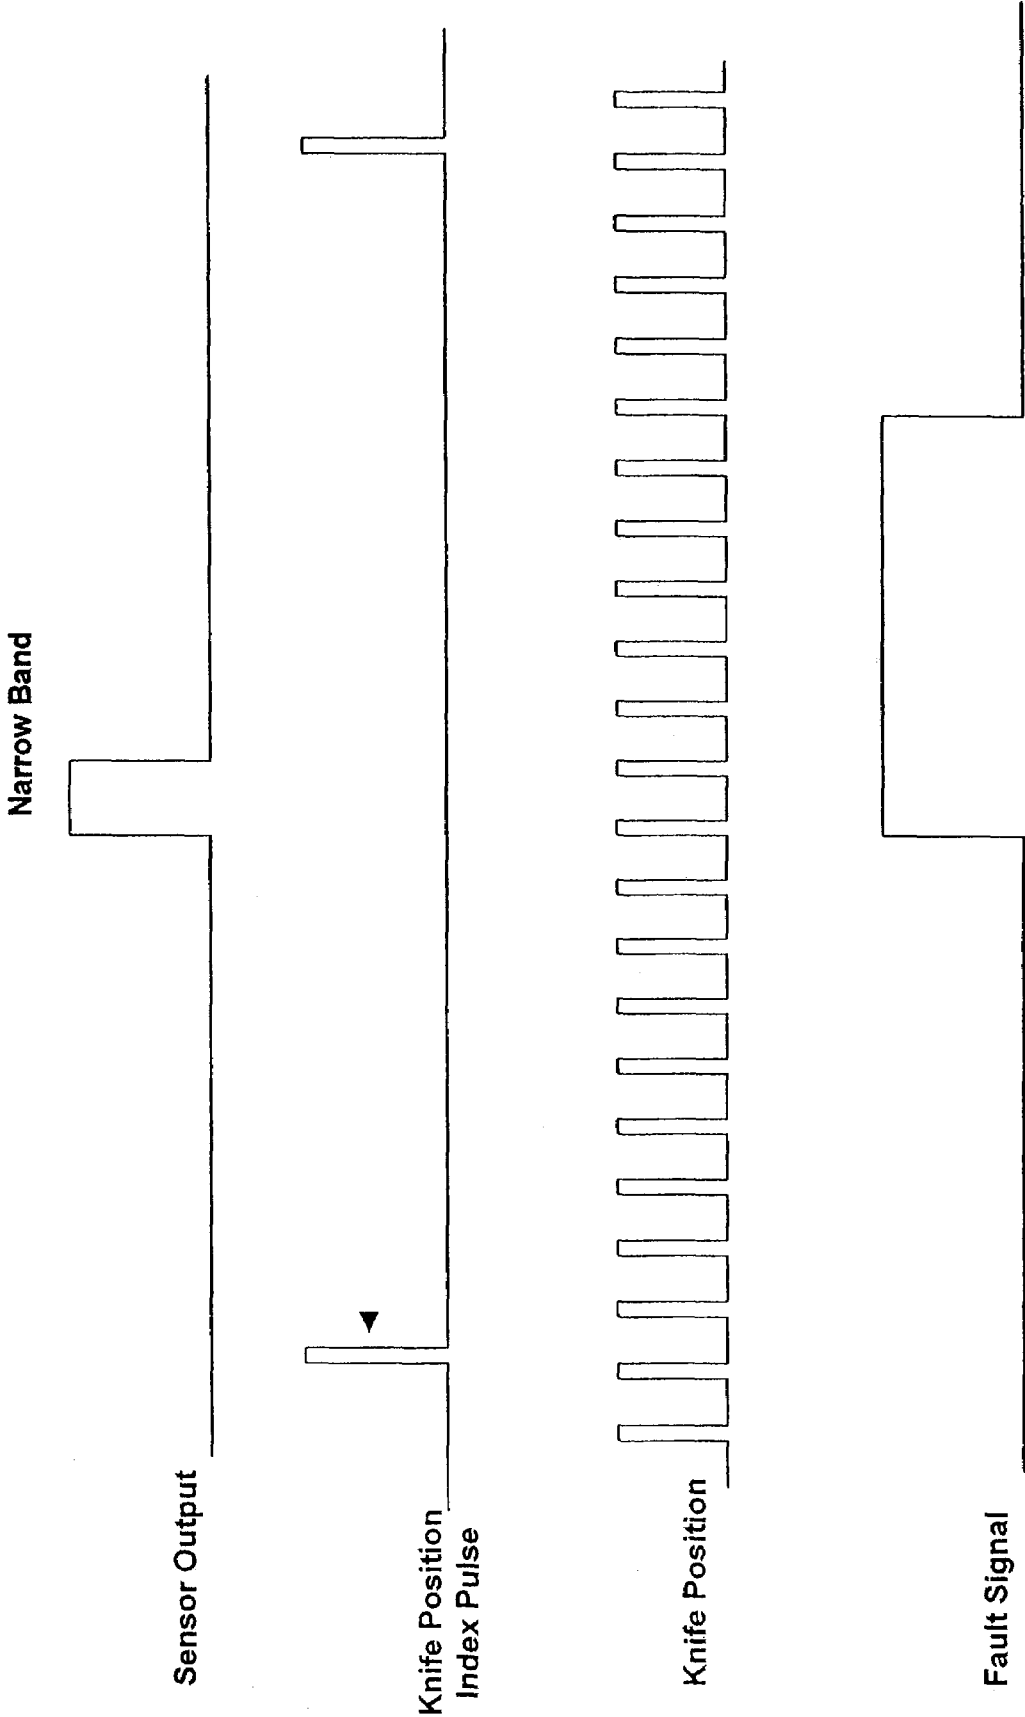 Narrow Band
Sensor Output
Knife Position
Index Pulse
Knife Position
Fault Signal